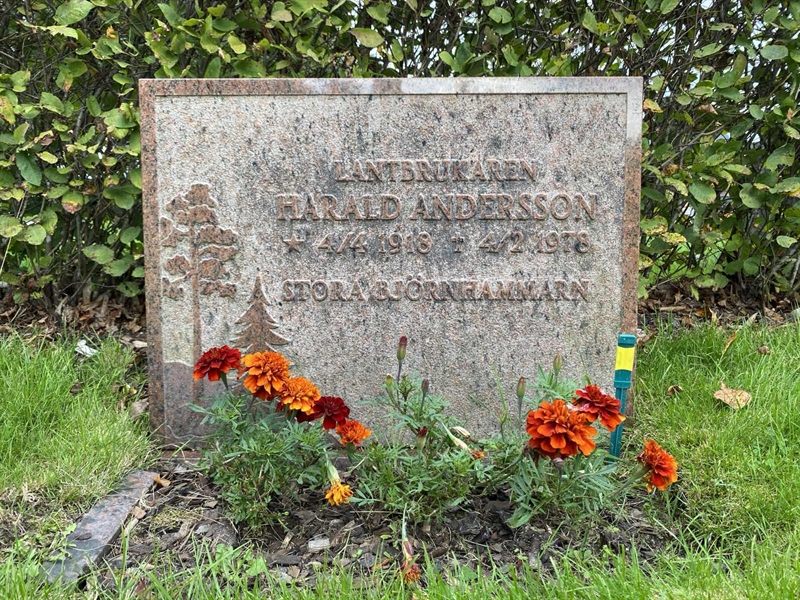 LANTBRUKAREN
HARALD ANDERSSON
* 4/4 1918 † 4/2 1978
STORA BJÖRNHAMMARN